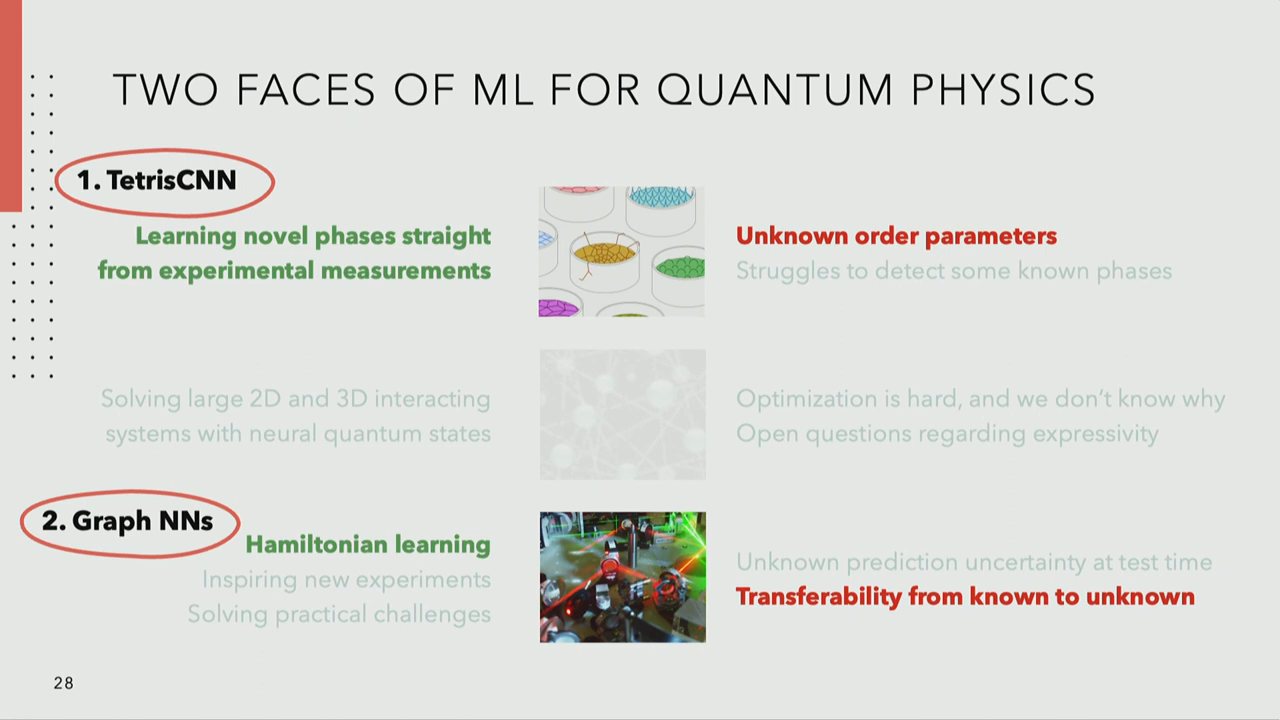 TWO FACES OF ML FOR QUANTUM PHYSICS
1. TetrisCNN
Learning novel phases straight
from experimental measurements
Unknown order parameters
Struggles to detect some known phases
Solving large 2D and 3D interacting
systems with neural quantum states
Optimization is hard, and we don't know why
Open questions regarding expressivity
2. Graph NNs
Hamiltonian learning
Inspiring new experiments
Solving practical challenges
Unknown prediction uncertainty at test time
Transferability from known to unknown
28